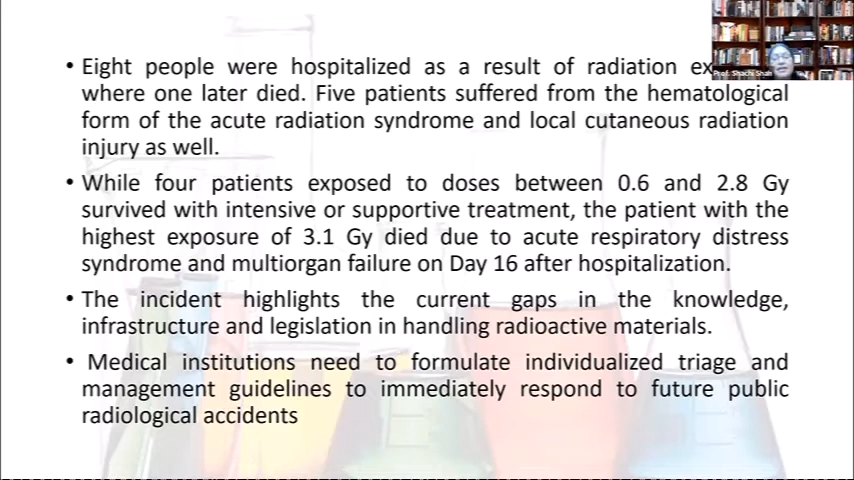 • Eight people were hospitalized as a result of radiation ex
where one later died. Five patients suffered from the hematological
form of the acute radiation syndrome and local cutaneous radiation
injury as well.
• While four patients exposed to doses between 0.6 and 2.8 Gy
survived with intensive or supportive treatment, the patient with the
highest exposure of 3.1 Gy died due to acute respiratory distress
syndrome and multiorgan failure on Day 16 after hospitalization.
• The incident highlights the current gaps in the knowledge,
infrastructure and legislation in handling radioactive materials.
• Medical institutions need to formulate individualized triage and
management guidelines to immediately respond to future public
radiological accidents
Prof. Shachi Shah